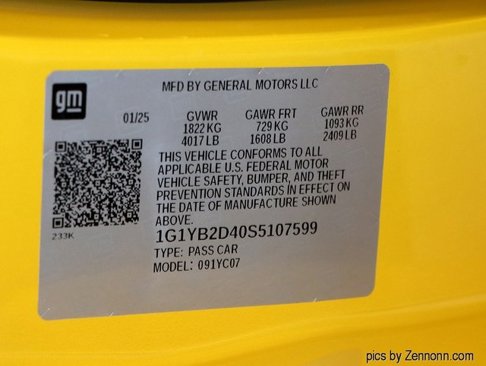 gm
MFD BY GENERAL MOTORS LLC
01/25 GVWR GAWR FRT GAWR RR
1822 KG 729 KG 1093 KG
4017 LB 1608 LB 2409 LB
THIS VEHICLE CONFORMS TO ALL
APPLICABLE U.S. FEDERAL MOTOR
VEHICLE SAFETY, BUMPER, AND THEFT
PREVENTION STANDARDS IN EFFECT ON
THE DATE OF MANUFACTURE SHOWN
ABOVE.
233K
1G1YB2D40S5107599
TYPE: PASS CAR
MODEL: 091YC07
pics by Zennonn.com